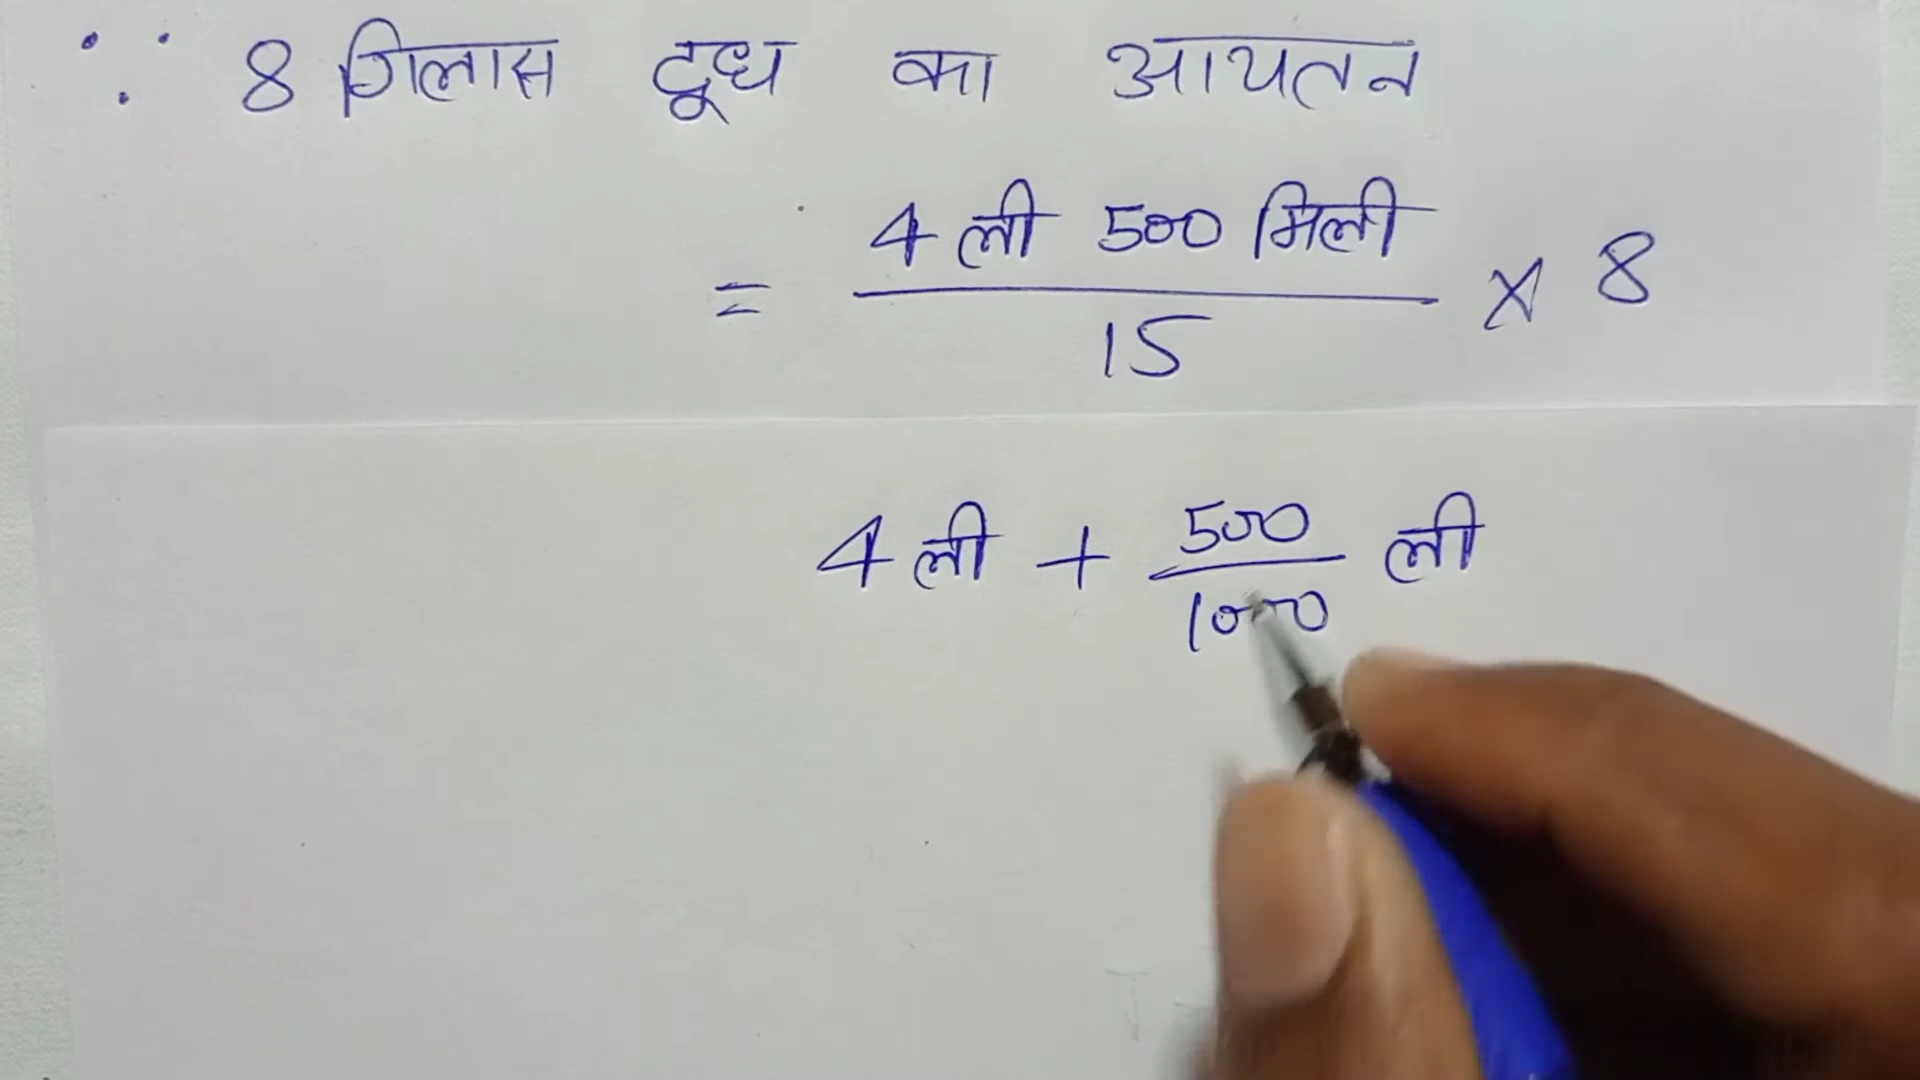 ∵ 8 गिलास दूध का आयतन
= 4 ली 500 मिली / 15 × 8
4 ली + 500 / 1000 ली